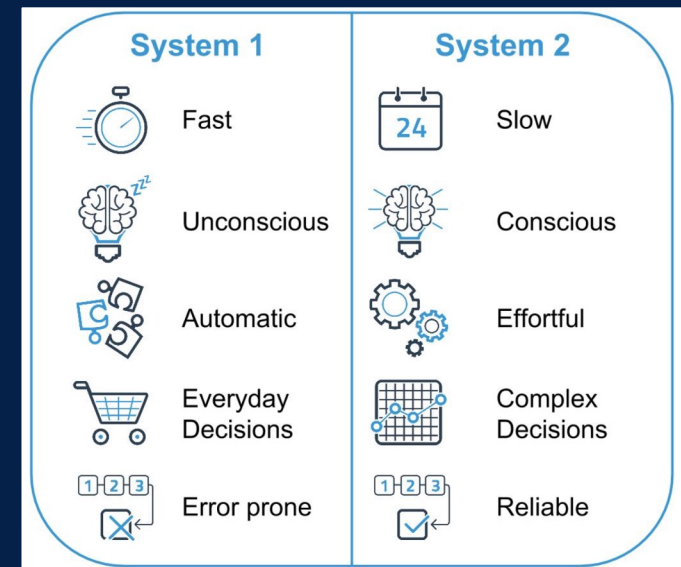 System 1
Fast
zzz
Unconscious
Automatic
Everyday
Decisions
1 2 3
Error prone
System 2
24
Slow
Conscious
Effortful
Complex
Decisions
1 2 3
Reliable